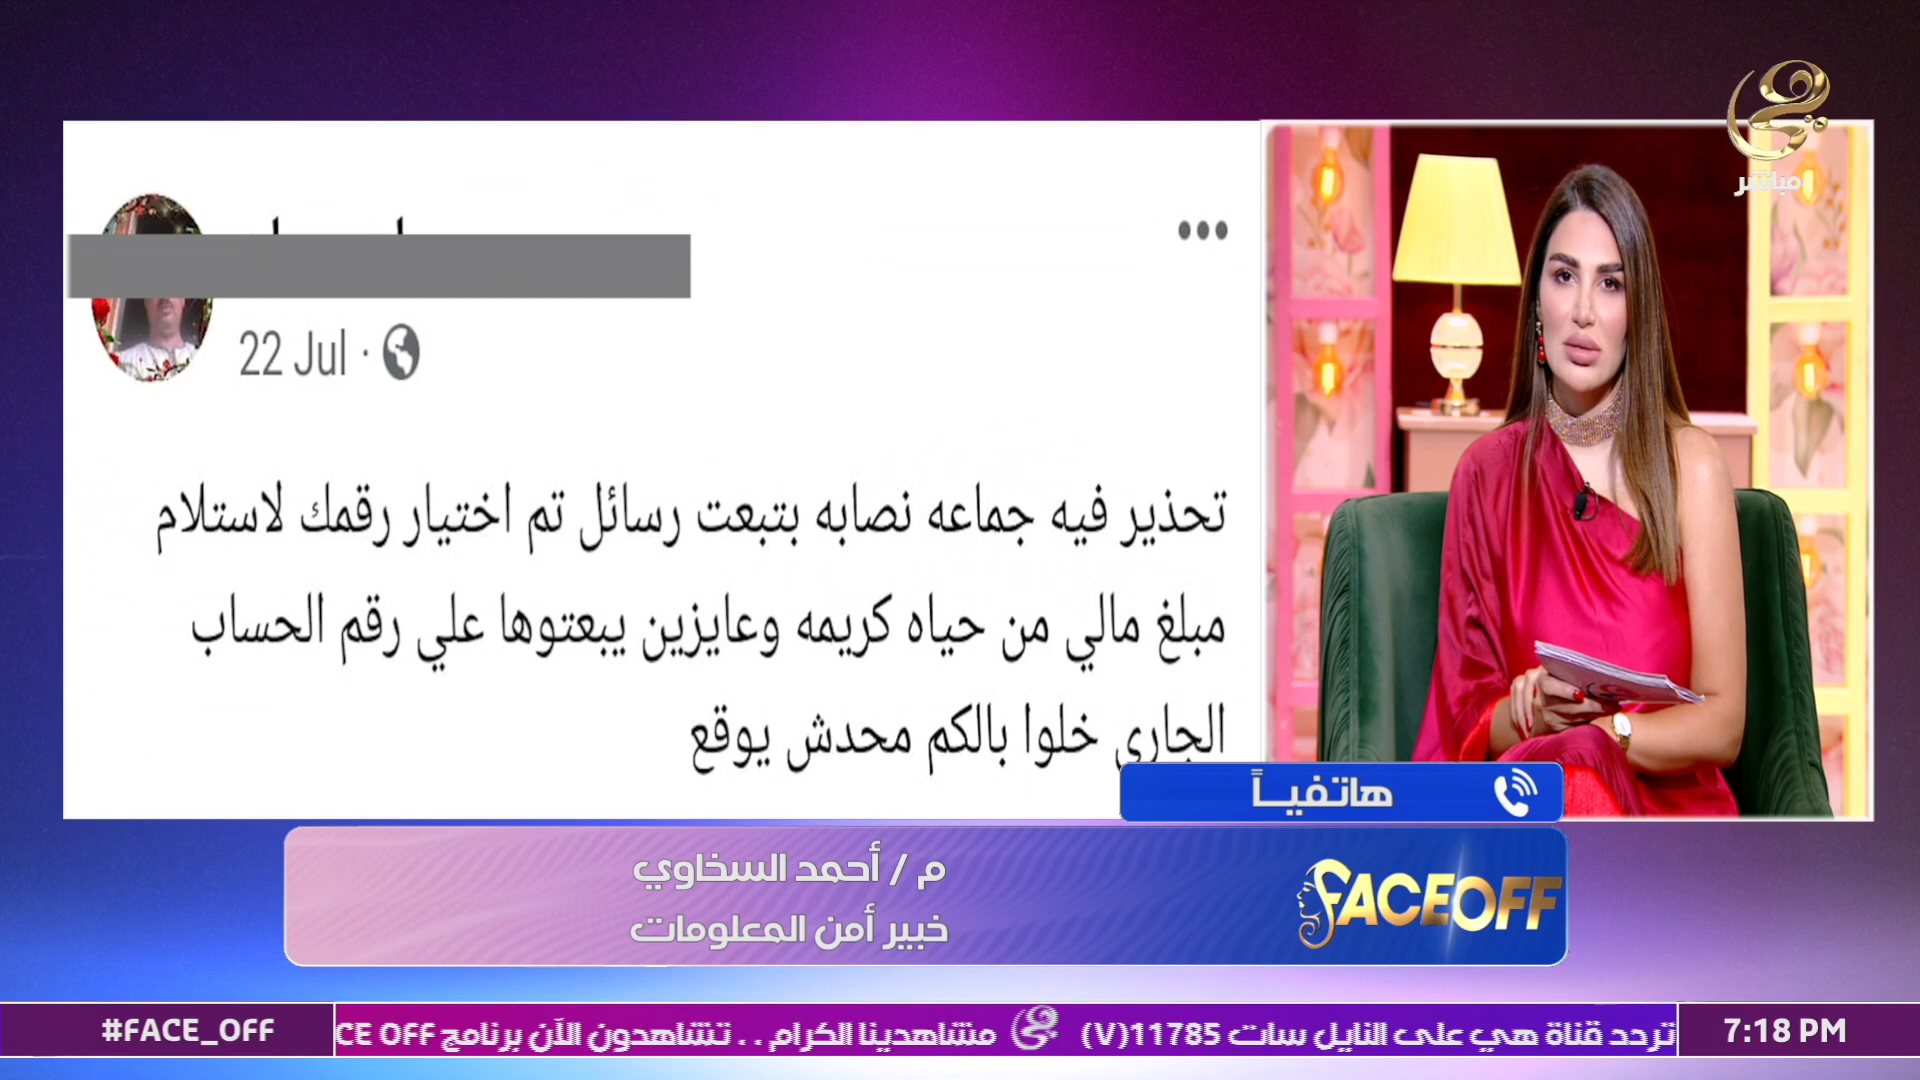 مباشر
22 Jul ·
تحذير فيه جماعه نصابه بتبعت رسائل تم اختيار رقمك لاستلام
مبلغ مالي من حياه كريمه وعايزين يبعتوها علي رقم الحساب
الجاري خلوا بالكم محدش يوقع
هاتفيــاً
م / أحمد السخاوي
خبير أمن المعلومات
FACEOFF
#FACE_OFF
تردد قناة هي على النايل سات 11785(V) مشاهدينا الكرام . . تشاهدون الآن برنامج CE OFF
7:18 PM